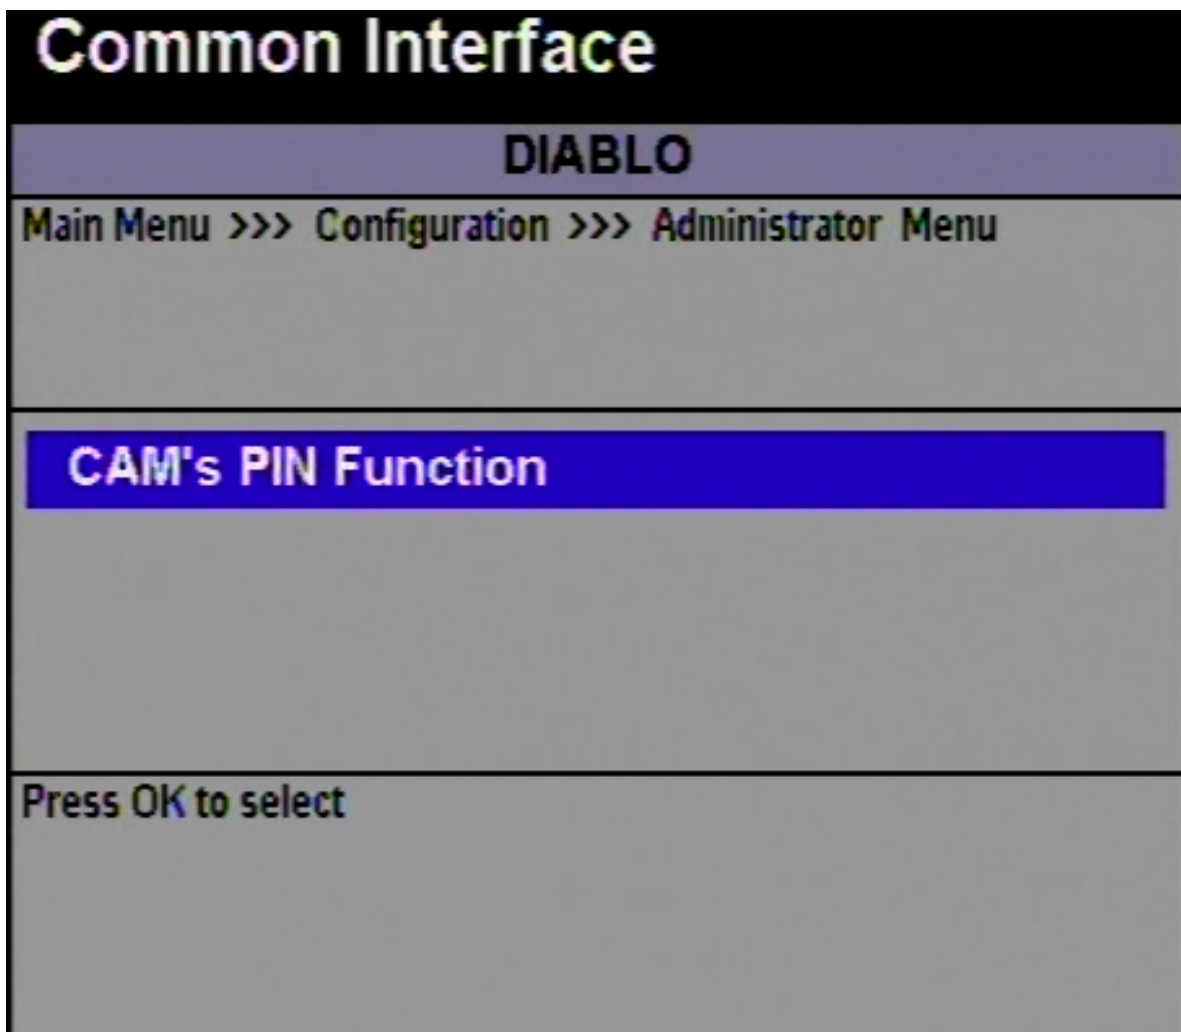 Common Interface
DIABLO
Main Menu >>> Configuration >>> Administrator Menu
CAM's PIN Function
Press OK to select